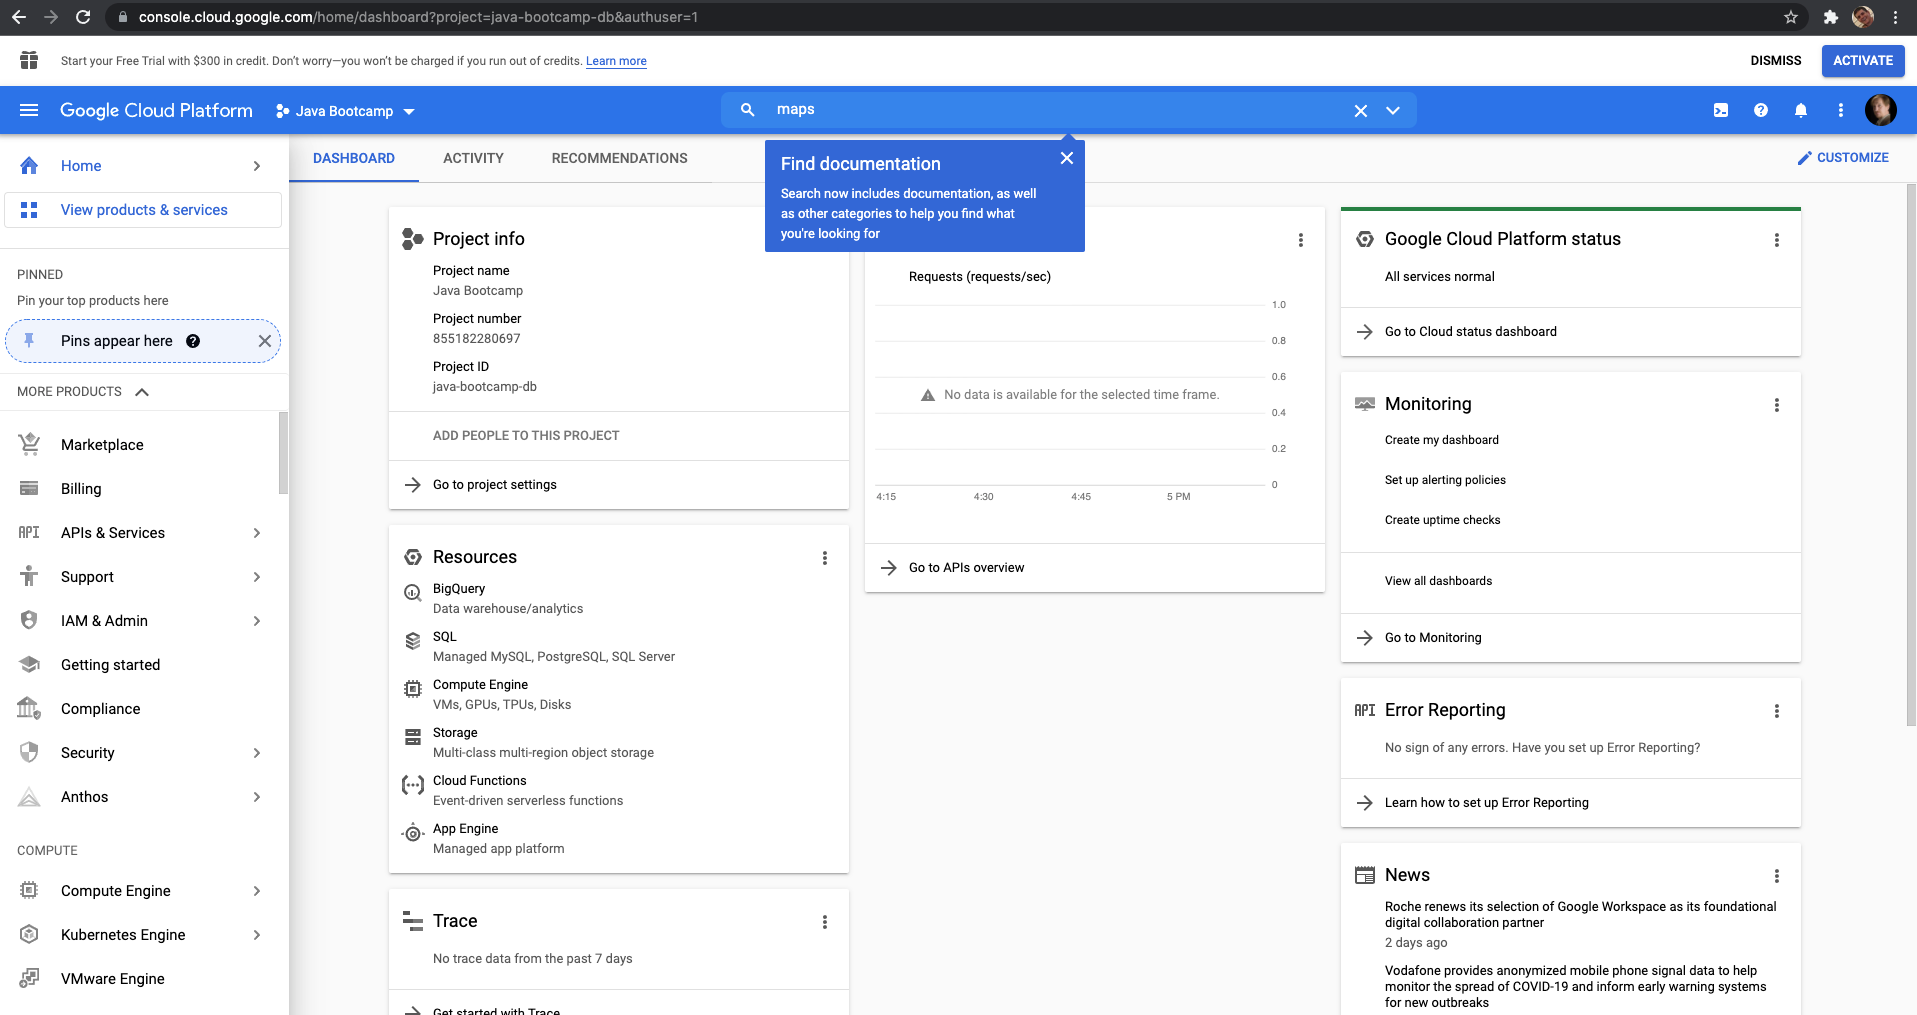 console.cloud.google.com/home/dashboard?project=java-bootcamp-db&authuser=1
Start your Free Trial with $300 in credit. Don't worry—you won't be charged if you run out of credits. Learn more
DISMISS
ACTIVATE
Google Cloud Platform
Java Bootcamp
maps
Home
View products & services
PINNED
Pin your top products here
Pins appear here
MORE PRODUCTS
Marketplace
Billing
API
APIs & Services
Support
IAM & Admin
Getting started
Compliance
Security
Anthos
COMPUTE
Compute Engine
Kubernetes Engine
VMware Engine
DASHBOARD
ACTIVITY
RECOMMENDATIONS
CUSTOMIZE
Find documentation
Search now includes documentation, as well
as other categories to help you find what
you're looking for
Project info
Project name
Java Bootcamp
Project number
855182280697
Project ID
java-bootcamp-db
ADD PEOPLE TO THIS PROJECT
Go to project settings
Resources
BigQuery
Data warehouse/analytics
SQL
Managed MySQL, PostgreSQL, SQL Server
Compute Engine
VMs, GPUs, TPUs, Disks
Storage
Multi-class multi-region object storage
Cloud Functions
Event-driven serverless functions
App Engine
Managed app platform
Trace
No trace data from the past 7 days
Get started with Trace
Requests (requests/sec)
1.0
0.8
0.6
No data is available for the selected time frame.
0.4
0.2
0
4:15
4:30
4:45
5 PM
Go to APIs overview
Google Cloud Platform status
All services normal
Go to Cloud status dashboard
Monitoring
Create my dashboard
Set up alerting policies
Create uptime checks
View all dashboards
Go to Monitoring
API
Error Reporting
No sign of any errors. Have you set up Error Reporting?
Learn how to set up Error Reporting
News
Roche renews its selection of Google Workspace as its foundational
digital collaboration partner
2 days ago
Vodafone provides anonymized mobile phone signal data to help
monitor the spread of COVID-19 and inform early warning systems
for new outbreaks